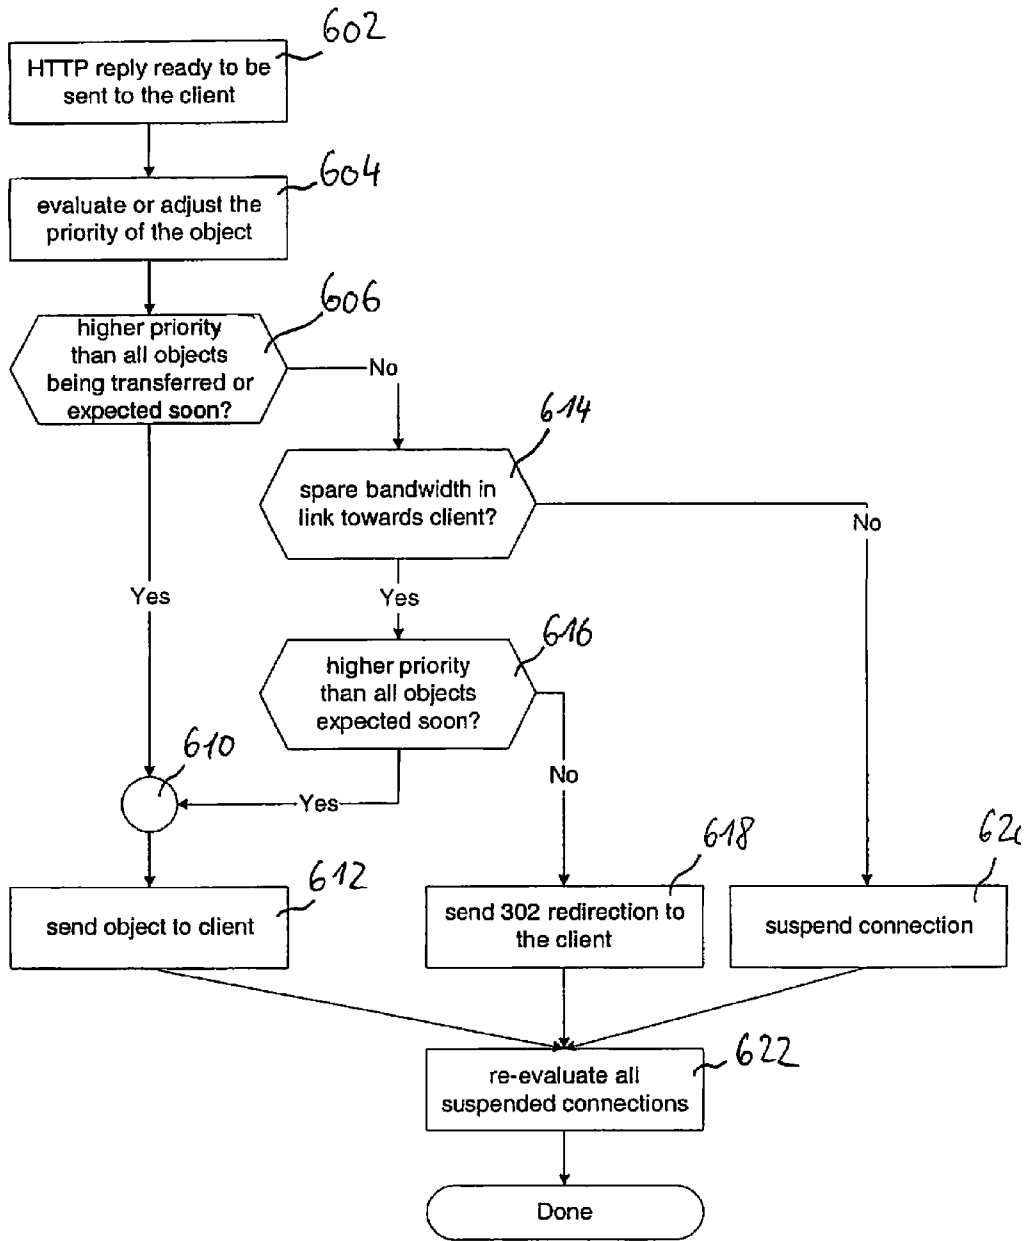 602
HTTP reply ready to be
sent to the client
604
evaluate or adjust the
priority of the object
606
higher priority
than all objects
being transferred or
expected soon?
No
614
spare bandwidth in
link towards client?
No
Yes
Yes
616
higher priority
than all objects
expected soon?
610
No
Yes
618
612
send object to client
send 302 redirection to
the client
suspend connection
622
re-evaluate all
suspended connections
Done